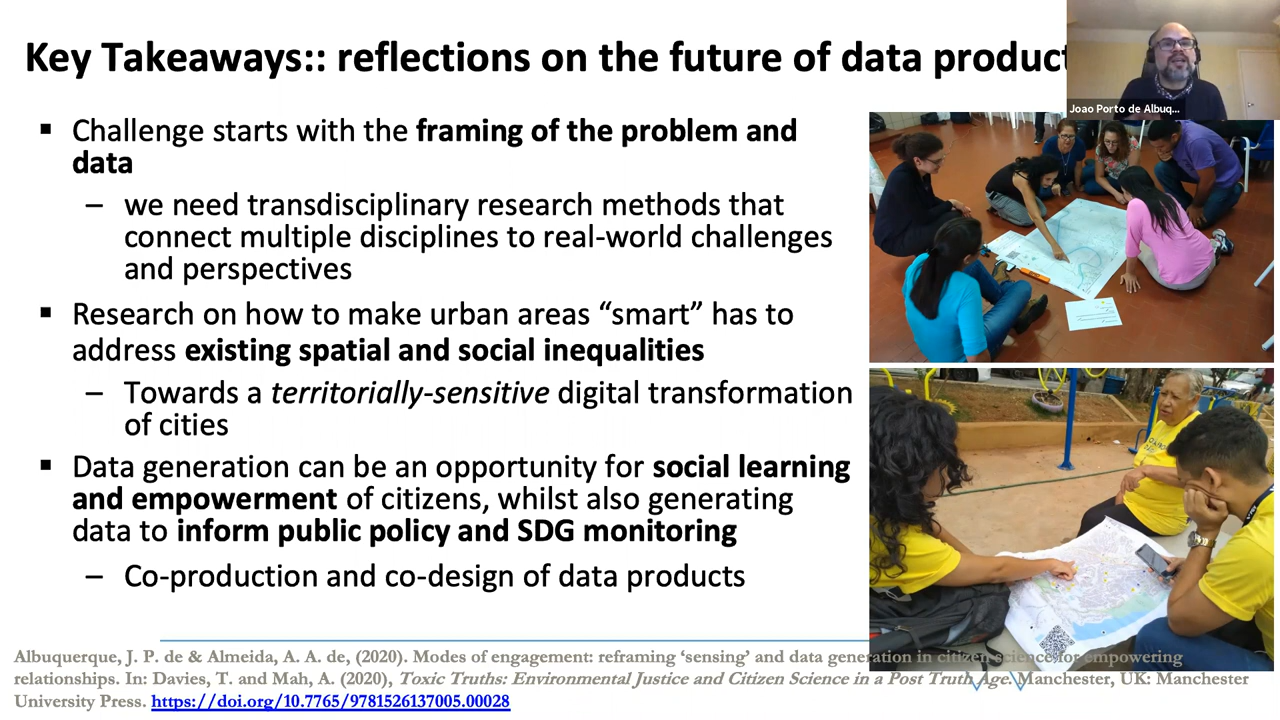 Key Takeaways:: reflections on the future of data product
Joao Porto de Albuq...
Challenge starts with the framing of the problem and
data
– we need transdisciplinary research methods that
connect multiple disciplines to real-world challenges
and perspectives
Research on how to make urban areas “smart” has to
address existing spatial and social inequalities
– Towards a territorially-sensitive digital transformation
of cities
Data generation can be an opportunity for social learning
and empowerment of citizens, whilst also generating
data to inform public policy and SDG monitoring
– Co-production and co-design of data products
Albuquerque, J. P. de & Almeida, A. A. de, (2020). Modes of engagement: reframing ‘sensing’ and data generation in citizen science for empowering
relationships. In: Davies, T. and Mah, A. (2020), Toxic Truths: Environmental Justice and Citizen Science in a Post Truth Age. Manchester, UK: Manchester
University Press. https://doi.org/10.7765/9781526137005.00028